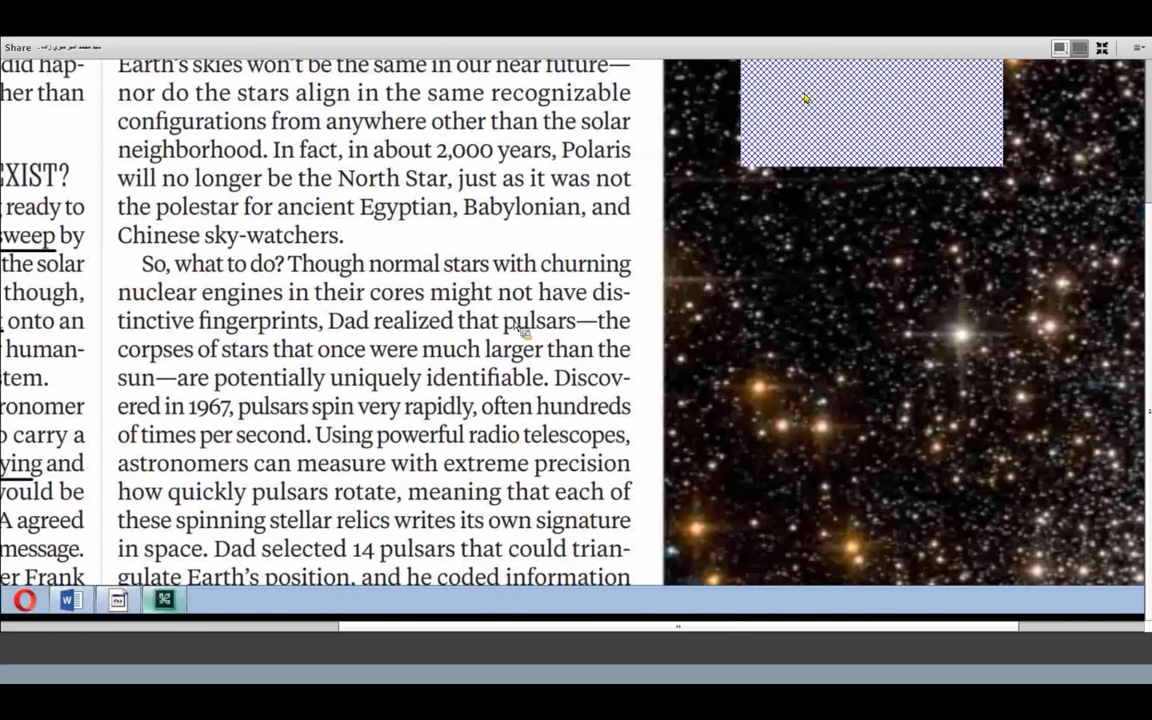 Share - سید محمد امیر میری زاده
did hap-
her than
EXIST?
ready to
sweep by
the solar
though,
onto an
human-
stem.
ronomer
o carry a
ying and
would be
A agreed
message.
er Frank
Earth's skies won't be the same in our near future—
nor do the stars align in the same recognizable
configurations from anywhere other than the solar
neighborhood. In fact, in about 2,000 years, Polaris
will no longer be the North Star, just as it was not
the polestar for ancient Egyptian, Babylonian, and
Chinese sky-watchers.
So, what to do? Though normal stars with churning
nuclear engines in their cores might not have dis-
tinctive fingerprints, Dad realized that pulsars—the
corpses of stars that once were much larger than the
sun—are potentially uniquely identifiable. Discov-
ered in 1967, pulsars spin very rapidly, often hundreds
of times per second. Using powerful radio telescopes,
astronomers can measure with extreme precision
how quickly pulsars rotate, meaning that each of
these spinning stellar relics writes its own signature
in space. Dad selected 14 pulsars that could trian-
gulate Earth's position, and he coded information